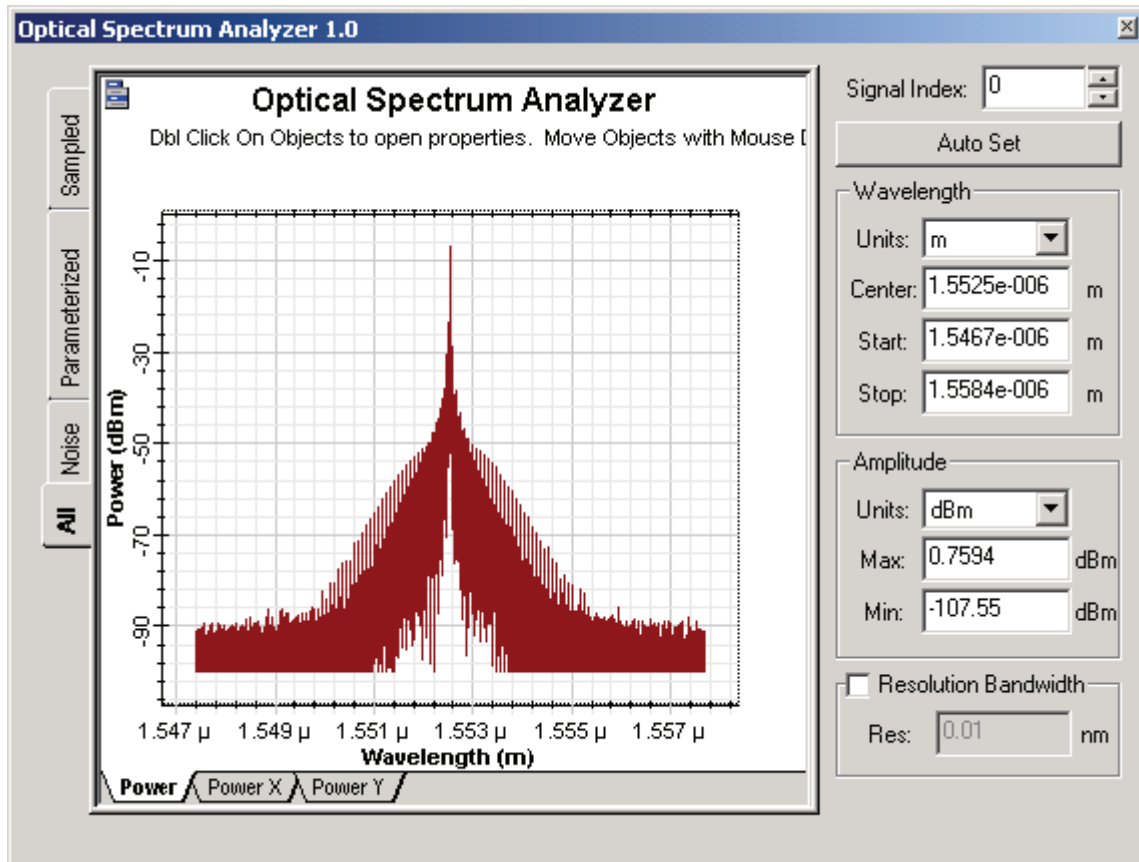 Optical Spectrum Analyzer 1.0
Optical Spectrum Analyzer
Dbl Click On Objects to open properties. Move Objects with Mouse D
Sampled
Parameterized
Noise
All
Power (dBm)
-10
-30
-50
-70
-90
1.547 µ 1.549 µ 1.551 µ 1.553 µ 1.555 µ 1.557 µ
Wavelength (m)
Power Power X Power Y
Signal Index: 0
Auto Set
Wavelength
Units: m
Center: 1.5525e-006 m
Start: 1.5467e-006 m
Stop: 1.5584e-006 m
Amplitude
Units: dBm
Max: 0.7594 dBm
Min: -107.55 dBm
Resolution Bandwidth
Res: 0.01 nm